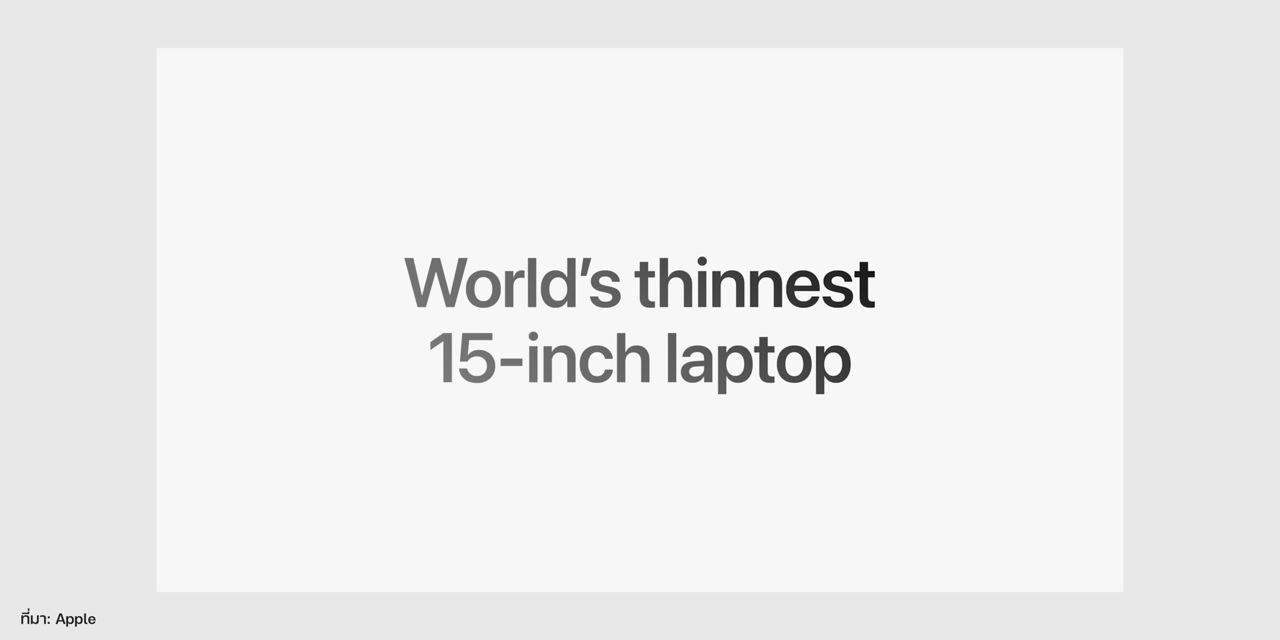 World’s thinnest
15-inch laptop
ที่มา: Apple